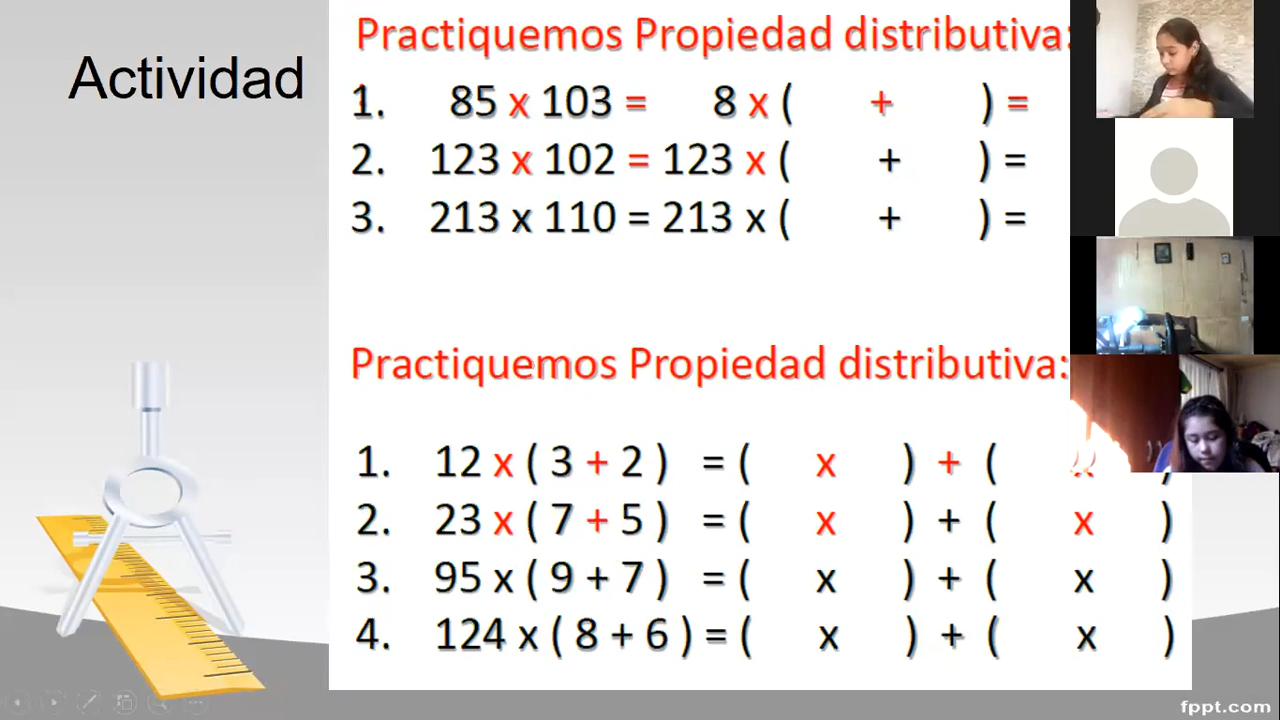 Actividad
Practiquemos Propiedad distributiva:
1. 85 x 103 = 8 x ( + ) =
2. 123 x 102 = 123 x ( + ) =
3. 213 x 110 = 213 x ( + ) =
Practiquemos Propiedad distributiva:
1. 12 x ( 3 + 2 ) = ( x ) + ( x )
2. 23 x ( 7 + 5 ) = ( x ) + ( x )
3. 95 x ( 9 + 7 ) = ( x ) + ( x )
4. 124 x ( 8 + 6 ) = ( x ) + ( x )
fppt.com